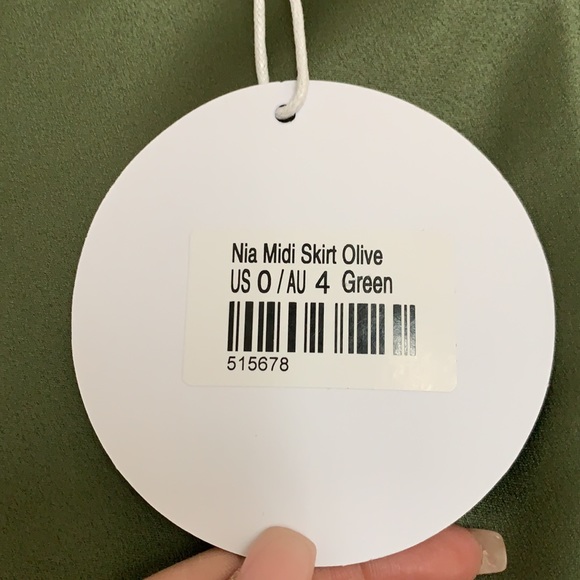 Nia Midi Skirt Olive
US 0 / AU 4 Green
515678